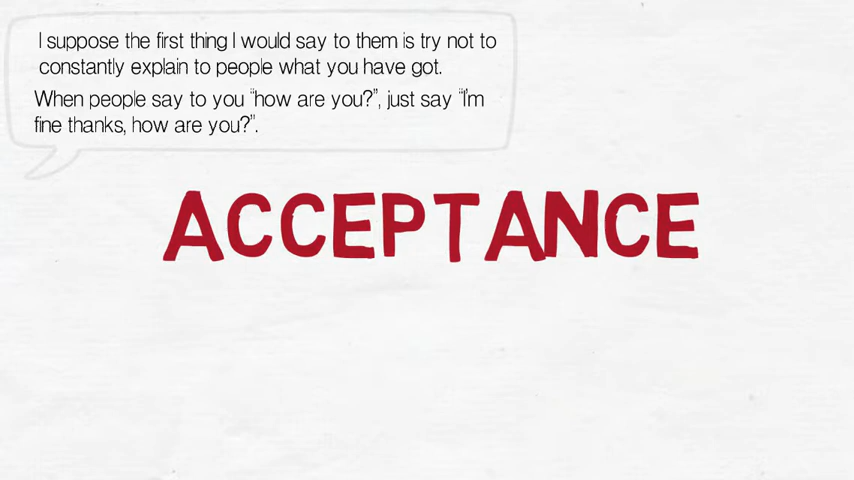 I suppose the first thing I would say to them is try not to
constantly explain to people what you have got.
When people say to you “how are you?”, just say “I’m
fine thanks, how are you?”.
ACCEPTANCE